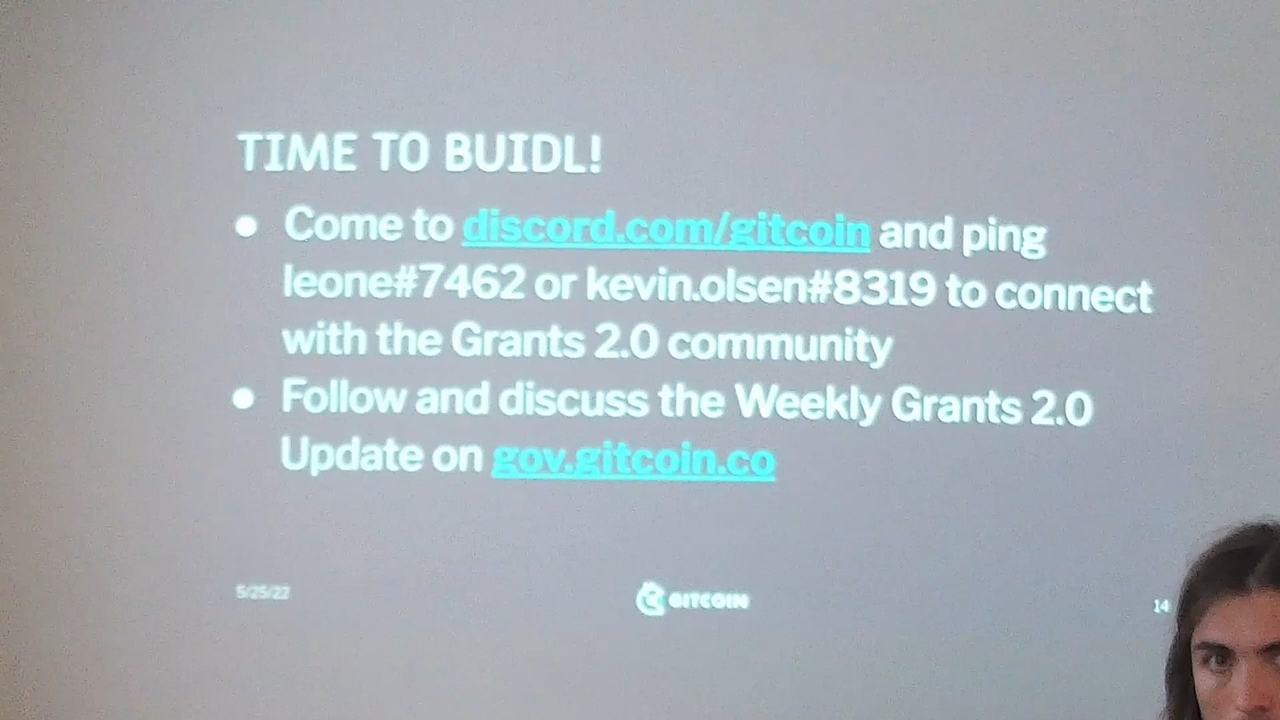 TIME TO BUIDL!
● Come to discord.com/gitcoin and ping
leone#7462 or kevin.olsen#8319 to connect
with the Grants 2.0 community
● Follow and discuss the Weekly Grants 2.0
Update on gov.gitcoin.co
5/25/22
GITCOIN
14